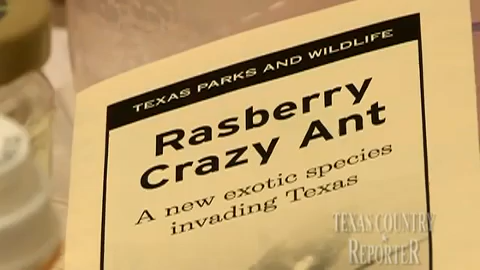 TEXAS PARKS AND WILDLIFE
Rasberry
Crazy Ant
A new exotic species
invading Texas
TEXAS COUNTRY
REPORTER